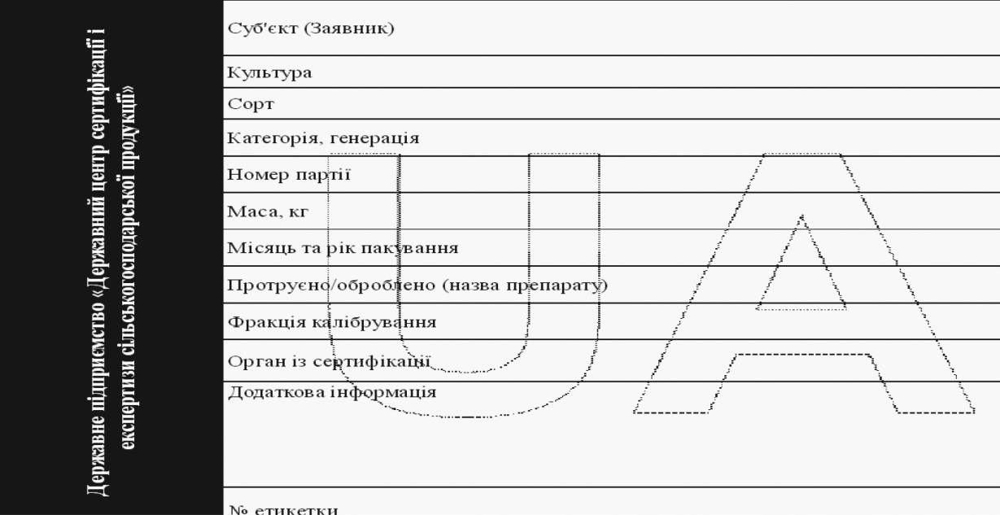 Державне підприємство «Державний центр сертифікації і
експертизи сільськогосподарської продукції»
Суб'єкт (Заявник)
Культура
Сорт
Категорія, генерація
Номер партії
Маса, кг
Місяць та рік пакування
Протруєно/оброблено (назва препарату)
Фракція калібрування
Орган із сертифікації
Додаткова інформація
№ етикетки
UA